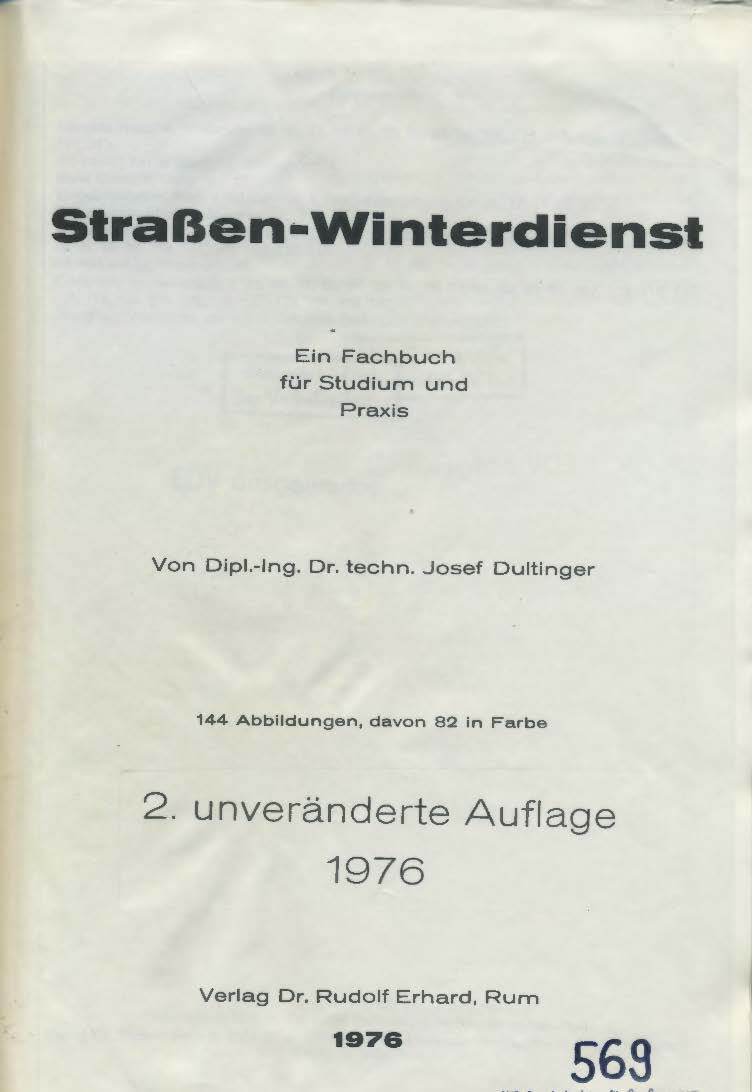 Straßen-Winterdienst
Ein Fachbuch
für Studium und
Praxis
Von Dipl.-Ing. Dr. techn. Josef Dultinger
144 Abbildungen, davon 82 in Farbe
2. unveränderte Auflage
1976
Verlag Dr. Rudolf Erhard, Rum
1976
569